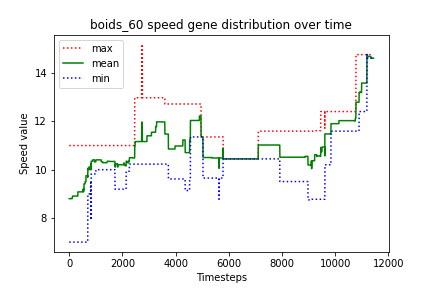 boids_60 speed gene distribution over time
max
mean
min
Speed value
14
12
10
8
0 2000 4000 6000 8000 10000 12000
Timesteps